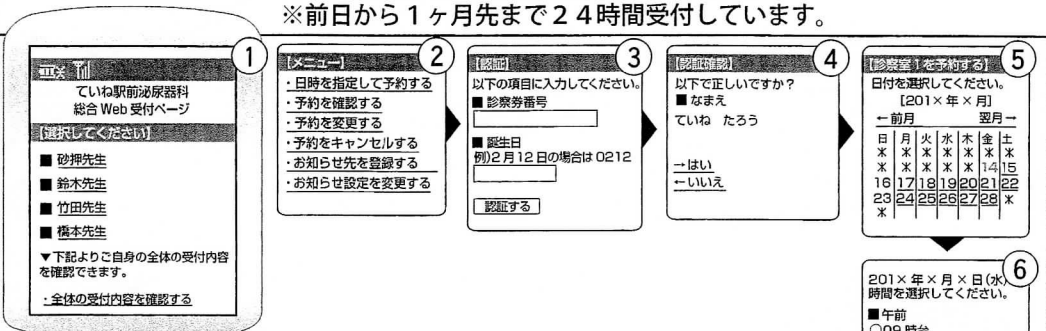 ※前日から１ヶ月先まで２４時間受付しています。
①
ていね駅前泌尿器科
総合 Web 受付ページ
【選択してください】
■ 砂押先生
■ 鈴木先生
■ 竹田先生
■ 橋本先生
▼下記よりご自身の全体の受付内容
を確認できます。
・全体の受付内容を確認する
②
【メニュー】
・日時を指定して予約する
・予約を確認する
・予約を変更する
・予約をキャンセルする
・お知らせ先を登録する
・お知らせ設定を変更する
③
【認証】
以下の項目に入力してください。
■ 診察券番号
■ 誕生日
例)2月12日の場合は 0212
認証する
④
【認証確認】
以下で正しいですか？
■ なまえ
ていね たろう
→はい
←いいえ
⑤
【診察室1を予約する】
日付を選択してください。
[201×年×月]
←前月 翌月→
日 月 火 水 木 金 土
* * * * * * *
* * * * * 14 15
16 17 18 19 20 21 22
23 24 25 26 27 28 *
*
⑥
201×年×月×日(水)
時間を選択してください。
■午前
○09時台